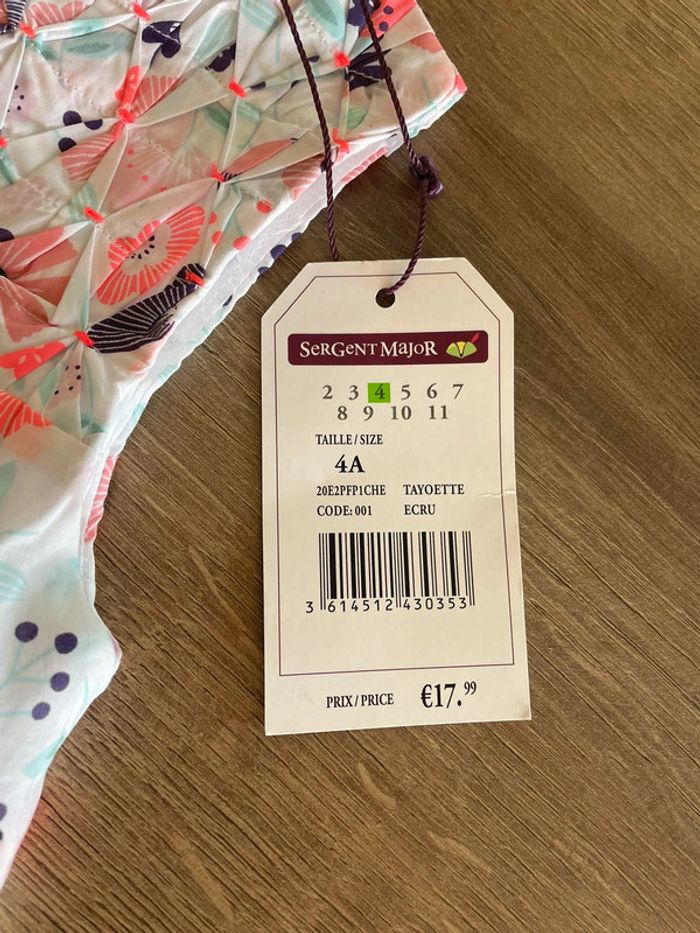 SERGENT MAJOR
2 3 4 5 6 7
8 9 10 11
TAILLE / SIZE
4A
20E2PFP1CHE TAYOETTE
CODE: 001 ECRU
3 614512 430353
PRIX / PRICE €17.99